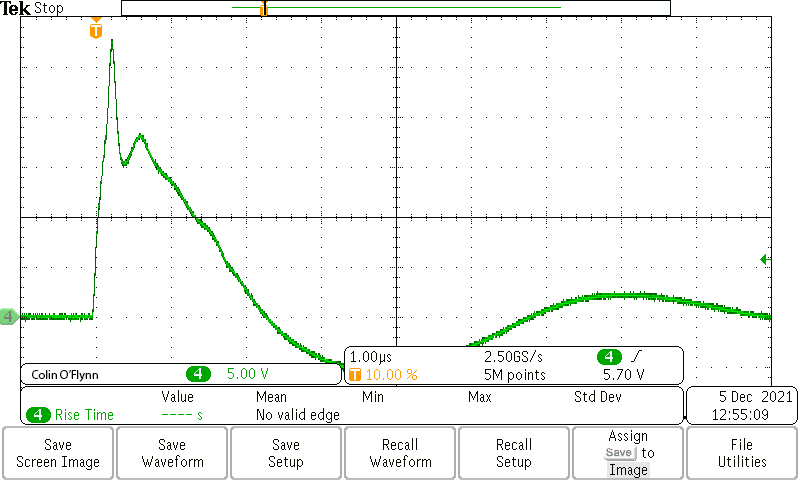 Tek Stop
T
T
4
1.00µs 2.50GS/s 4
T 10.00 % 5M points 5.70 V
Colin O'Flynn 4 5.00 V
Value Mean Min Max Std Dev
4 Rise Time ---- s No valid edge
5 Dec 2021
12:55:09
Save
Screen Image
Save
Waveform
Save
Setup
Recall
Waveform
Recall
Setup
Assign
Save to
Image
File
Utilities